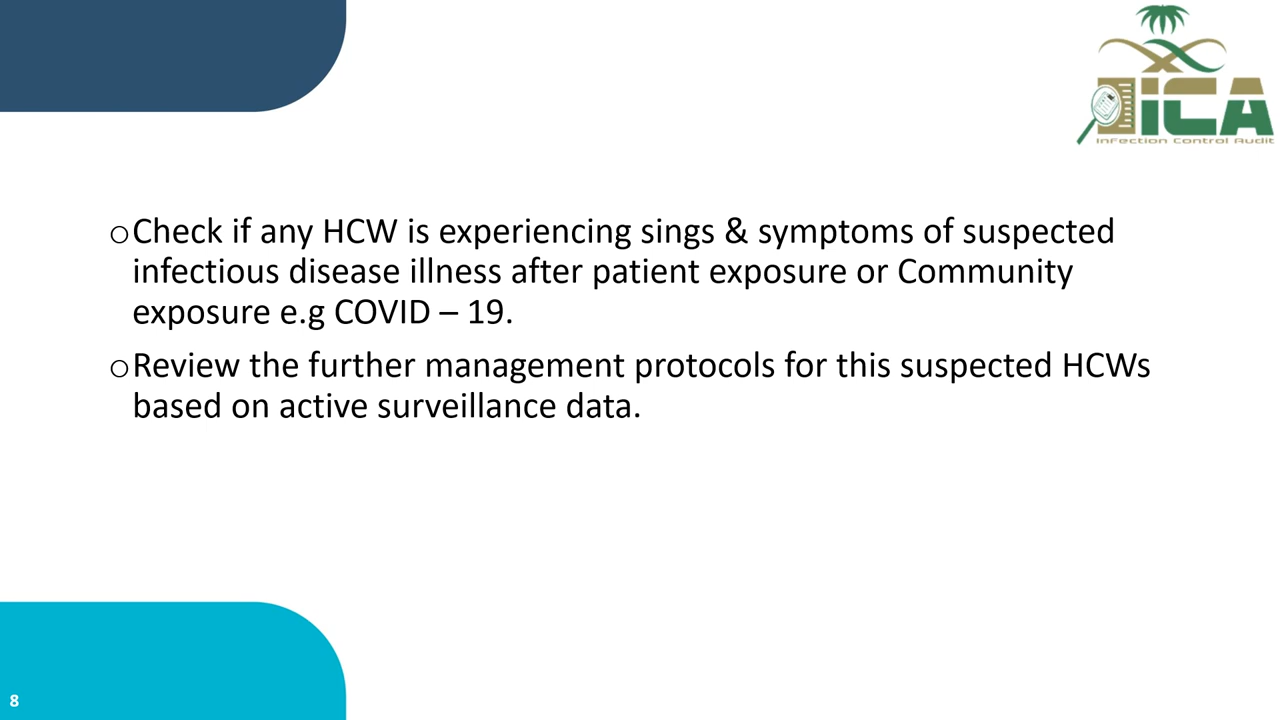 iCA
Infection Control Audit
oCheck if any HCW is experiencing sings & symptoms of suspected
infectious disease illness after patient exposure or Community
exposure e.g COVID – 19.
oReview the further management protocols for this suspected HCWs
based on active surveillance data.
8